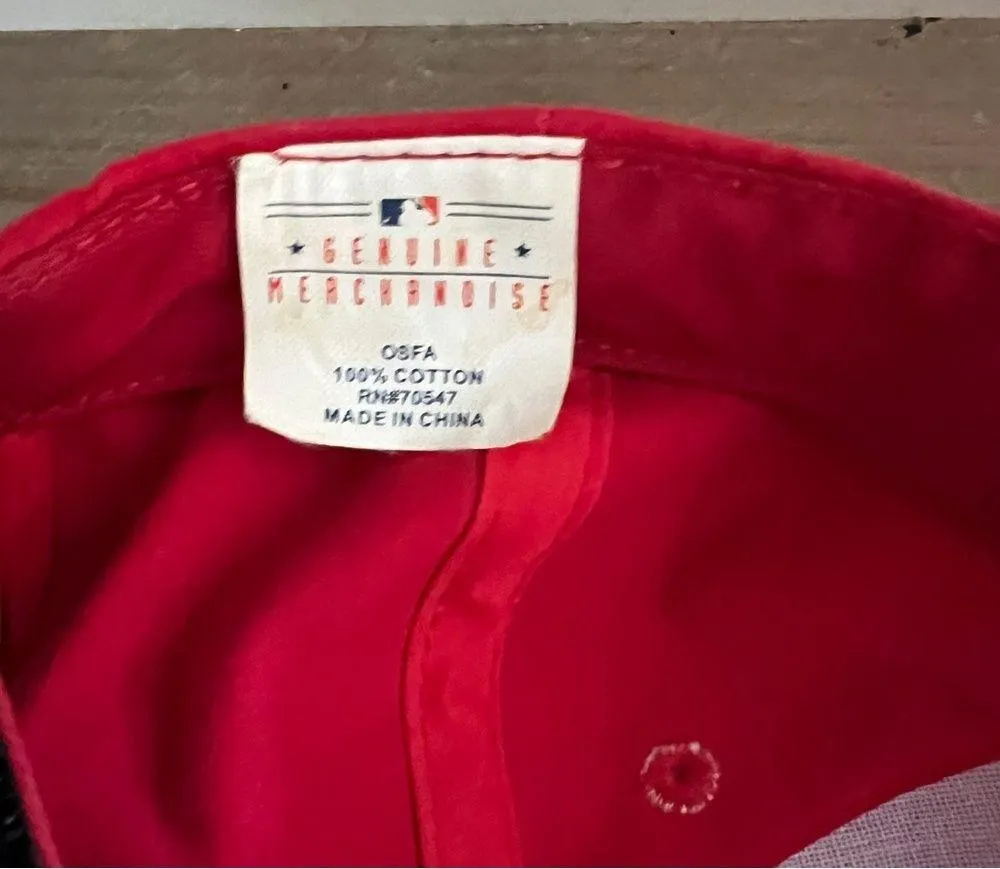 GENUINE
MERCHANDISE
OSFA
100% COTTON
RN#70547
MADE IN CHINA